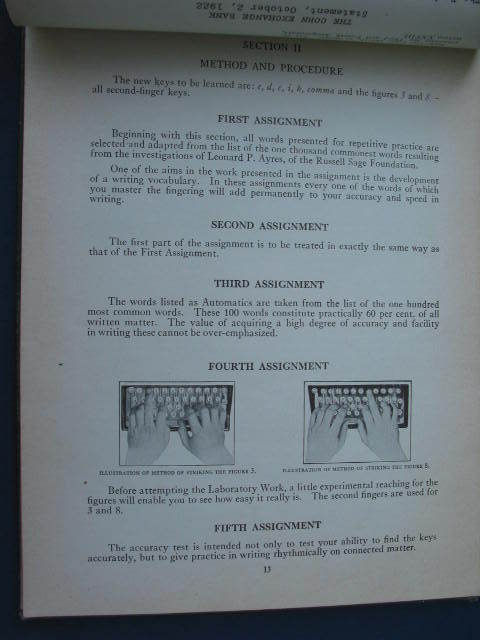 THE CORN EXCHANGE BANK
Statement, October 2, 1922
SECTION II
METHOD AND PROCEDURE
The new keys to be learned are: e, d, c, i, k, comma and the figures 3 and 8 —
all second-finger keys.
FIRST ASSIGNMENT
Beginning with this section, all words presented for repetitive practice are
selected and adapted from the list of the one thousand commonest words resulting
from the investigations of Leonard P. Ayres, of the Russell Sage Foundation.
One of the aims in the work presented in the assignment is the development
of a writing vocabulary. In these assignments every one of the words of which
you master the fingering will add permanently to your accuracy and speed in
writing.
SECOND ASSIGNMENT
The first part of the assignment is to be treated in exactly the same way as
that of the First Assignment.
THIRD ASSIGNMENT
The words listed as Automatics are taken from the list of the one hundred
most common words. These 100 words constitute practically 60 per cent. of all
written matter. The value of acquiring a high degree of accuracy and facility
in writing these cannot be over-emphasized.
FOURTH ASSIGNMENT
ILLUSTRATION OF METHOD OF STRIKING THE FIGURE 3.
ILLUSTRATION OF METHOD OF STRIKING THE FIGURE 8.
Before attempting the Laboratory Work, a little experimental reaching for the
figures will enable you to see how easy it really is. The second fingers are used for
3 and 8.
FIFTH ASSIGNMENT
The accuracy test is intended not only to test your ability to find the keys
accurately, but to give practice in writing rhythmically on connected matter.
13